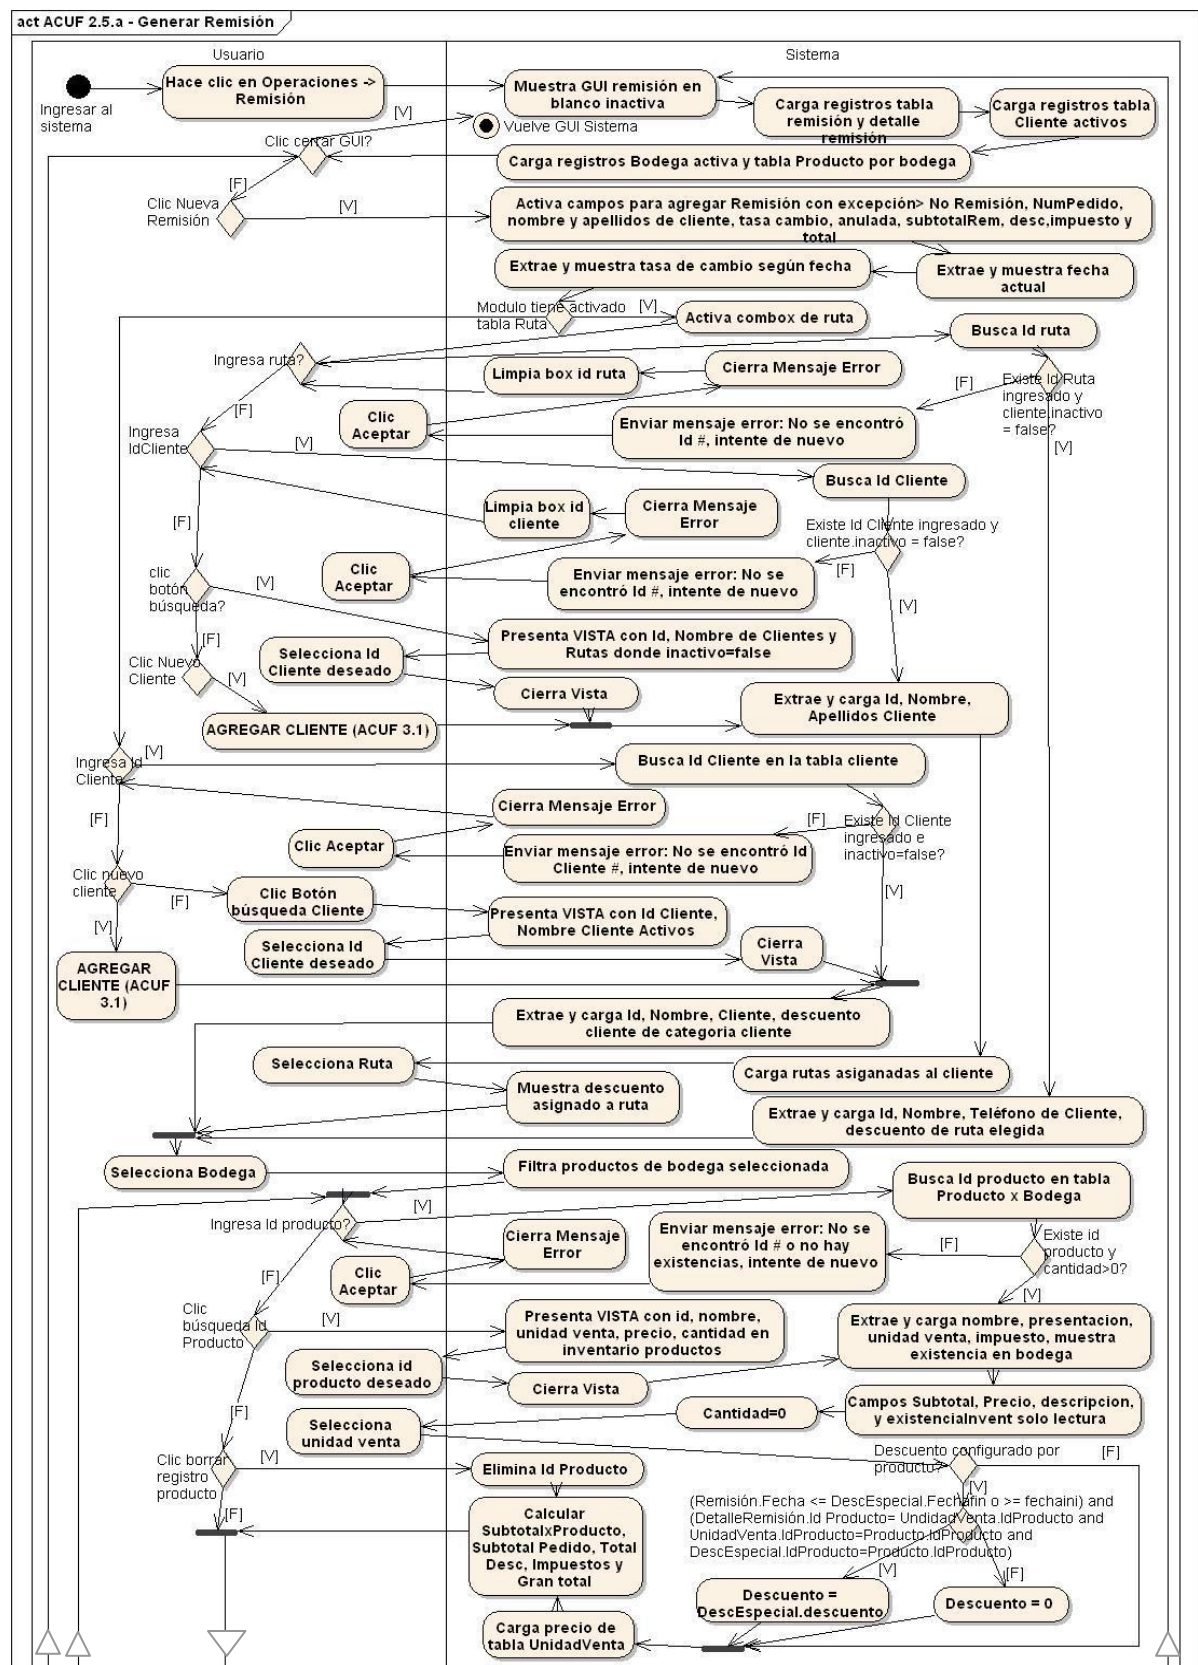 act ACUF 2.5.a - Generar Remisión
Usuario
Sistema
Ingresar al
sistema
Hace clic en Operaciones ->
Remisión
Muestra GUI remisión en
blanco inactiva
Carga registros tabla
remisión y detalle
remisión
Carga registros tabla
Cliente activos
[V]
Vuelve GUI Sistema
Clic cerrar GUI?
Carga registros Bodega activa y tabla Producto por bodega
[F]
Clic Nueva
Remisión
[V]
Activa campos para agregar Remisión con excepción> No Remisión, NumPedido,
nombre y apellidos de cliente, tasa cambio, anulada, subtotalRem, desc,impuesto y
total
Extrae y muestra tasa de cambio según fecha
Extrae y muestra fecha
actual
Modulo tiene activado
tabla Ruta
[V]
Activa combox de ruta
Busca Id ruta
Ingresa ruta?
Limpia box id ruta
Cierra Mensaje Error
[F]
Existe Id Ruta
ingresado y
cliente.inactivo
= false?
[V]
[F]
Clic
Aceptar
Enviar mensaje error: No se encontró
Id #, intente de nuevo
Ingresa
IdCliente
[V]
Busca Id Cliente
Limpia box id
cliente
Cierra Mensaje
Error
Existe Id Cliente ingresado y
cliente.inactivo = false?
[F]
[F]
[V]
clic
botón
búsqueda?
[V]
Clic
Aceptar
Enviar mensaje error: No se
encontró Id #, intente de nuevo
[F]
Presenta VISTA con Id, Nombre de Clientes y
Rutas donde inactivo=false
Selecciona Id
Cliente deseado
Clic Nuevo
Cliente
[V]
Cierra Vista
Extrae y carga Id, Nombre,
Apellidos Cliente
AGREGAR CLIENTE (ACUF 3.1)
[V]
Ingresa Id
Cliente
Busca Id Cliente en la tabla cliente
Cierra Mensaje Error
[F]
[F]
Existe Id Cliente
ingresado e
inactivo=false?
[V]
Clic Aceptar
Enviar mensaje error: No se encontró Id
Cliente #, intente de nuevo
Clic nuevo
cliente
[F]
[V]
Clic Botón
búsqueda Cliente
Presenta VISTA con Id Cliente,
Nombre Cliente Activos
Selecciona Id
Cliente deseado
Cierra
Vista
AGREGAR
CLIENTE (ACUF
3.1)
Extrae y carga Id, Nombre, Cliente, descuento
cliente de categoria cliente
Selecciona Ruta
Carga rutas asiganadas al cliente
Muestra descuento
asignado a ruta
Extrae y carga Id, Nombre, Teléfono de Cliente,
descuento de ruta elegida
Selecciona Bodega
Filtra productos de bodega seleccionada
Busca Id producto en tabla
Producto x Bodega
Ingresa Id producto?
[V]
Cierra Mensaje
Error
Enviar mensaje error: No se
encontró Id # o no hay
existencias, intente de nuevo
[F]
Existe id
producto y
cantidad>0?
[V]
[F]
Clic
Aceptar
Clic
búsqueda Id
Producto
[V]
Presenta VISTA con id, nombre,
unidad venta, precio, cantidad en
inventario productos
Extrae y carga nombre, presentacion,
unidad venta, impuesto, muestra
existencia en bodega
Selecciona id
producto deseado
Cierra Vista
[F]
Selecciona
unidad venta
Cantidad=0
Campos Subtotal, Precio, descripcion,
y existenciaInvent solo lectura
Clic borrar
registro
producto
[V]
Elimina Id Producto
Descuento configurado por
producto?
[F]
[V]
[F]
Calcular
SubtotalxProducto,
Subtotal Pedido, Total
Desc, Impuestos y
Gran total
(Remisión.Fecha <= DescEspecial.Fechafin o >= fechaini) and
(DetalleRemisión.Id Producto= UndidadVenta.IdProducto and
UnidadVenta.IdProducto=Producto.IdProducto and
DescEspecial.IdProducto=Producto.IdProducto)
[V]
[F]
Descuento =
DescEspecial.descuento
Descuento = 0
Carga precio de
tabla UnidadVenta